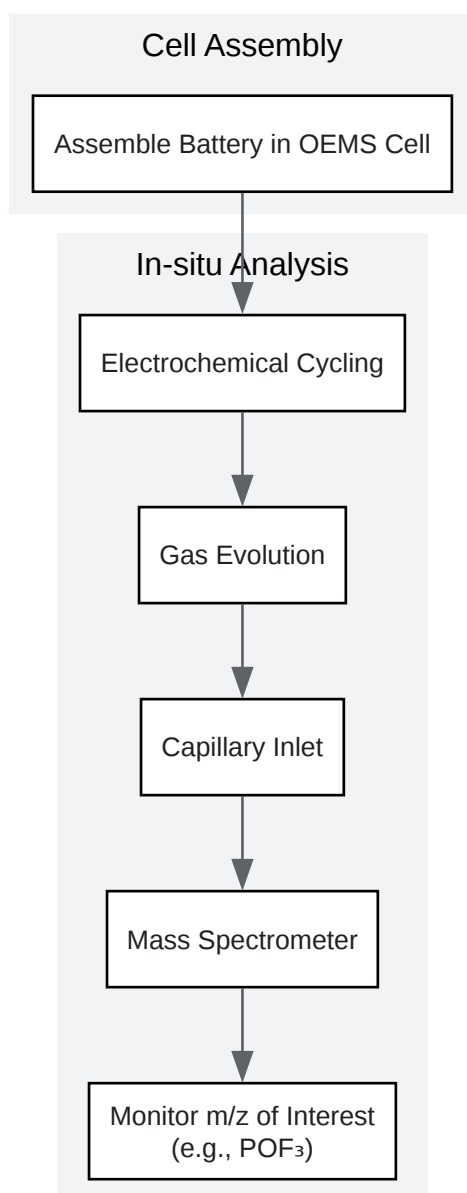 Cell Assembly
Assemble Battery in OEMS Cell
In-situ Analysis
Electrochemical Cycling
Gas Evolution
Capillary Inlet
Mass Spectrometer
Monitor m/z of Interest
(e.g., POF₃)